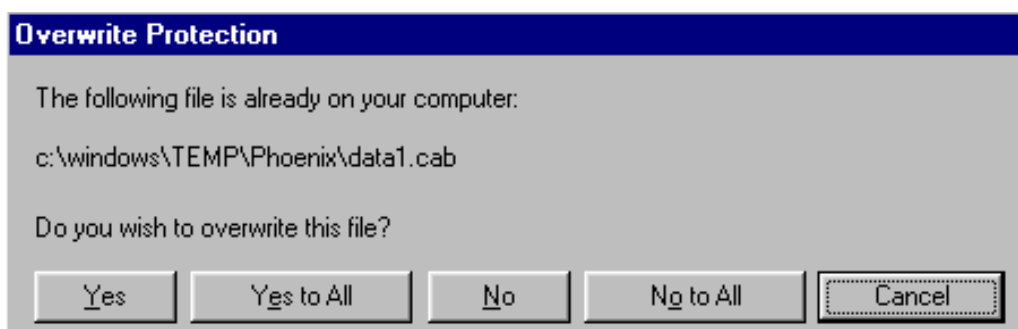 Overwrite Protection
The following file is already on your computer:
c:\windows\TEMP\Phoenix\data1.cab
Do you wish to overwrite this file?
Yes Yes to All No No to All Cancel